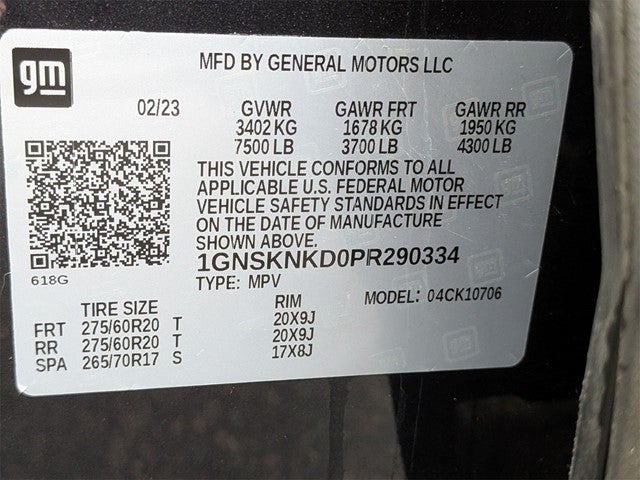 gm
MFD BY GENERAL MOTORS LLC
02/23 GVWR GAWR FRT GAWR RR
3402 KG 1678 KG 1950 KG
7500 LB 3700 LB 4300 LB
THIS VEHICLE CONFORMS TO ALL
APPLICABLE U.S. FEDERAL MOTOR
VEHICLE SAFETY STANDARDS IN EFFECT
ON THE DATE OF MANUFACTURE
SHOWN ABOVE.
1GNSKNKD0PR290334
618G
TYPE: MPV MODEL: 04CK10706
TIRE SIZE RIM
FRT 275/60R20 T 20X9J
RR 275/60R20 T 20X9J
SPA 265/70R17 S 17X8J